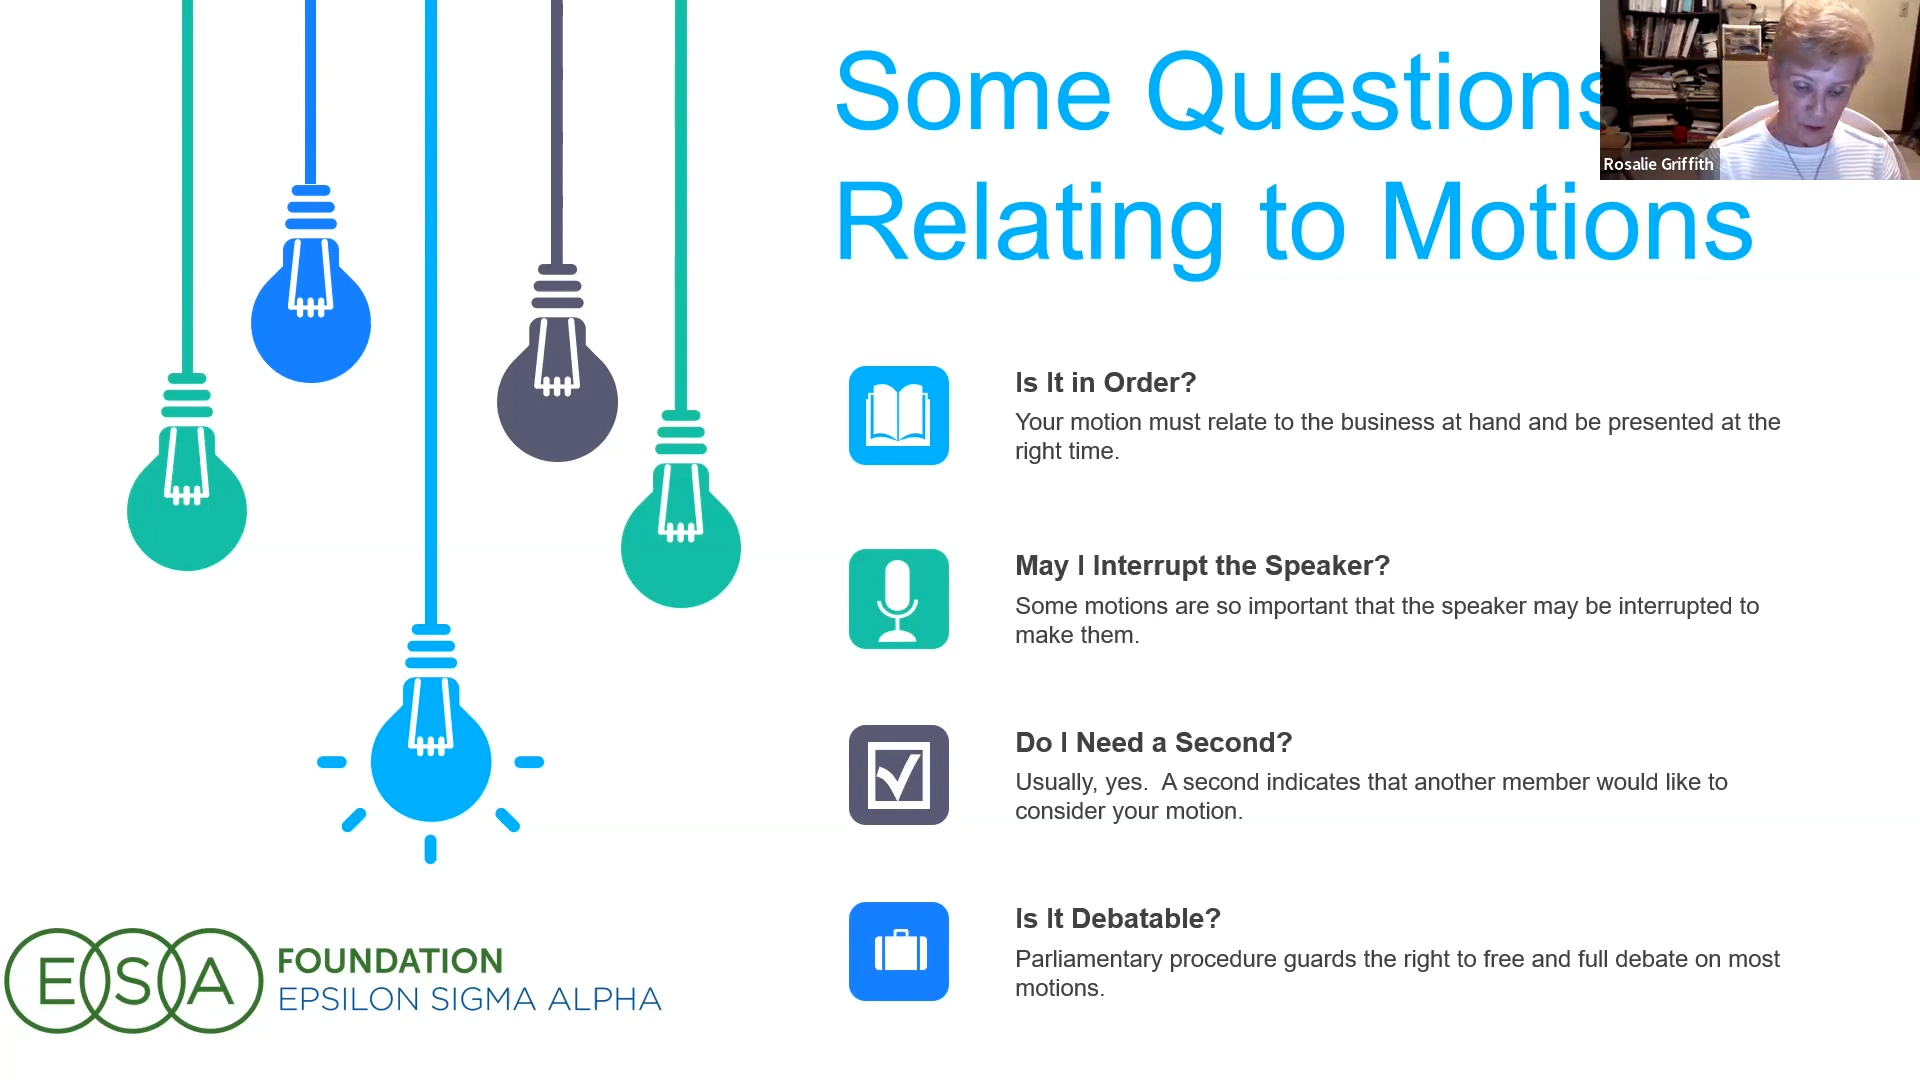 Some Questions
Relating to Motions
Rosalie Griffith
Is It in Order?
Your motion must relate to the business at hand and be presented at the
right time.
May I Interrupt the Speaker?
Some motions are so important that the speaker may be interrupted to
make them.
Do I Need a Second?
Usually, yes.  A second indicates that another member would like to
consider your motion.
Is It Debatable?
Parliamentary procedure guards the right to free and full debate on most
motions.
ESA
FOUNDATION
EPSILON SIGMA ALPHA